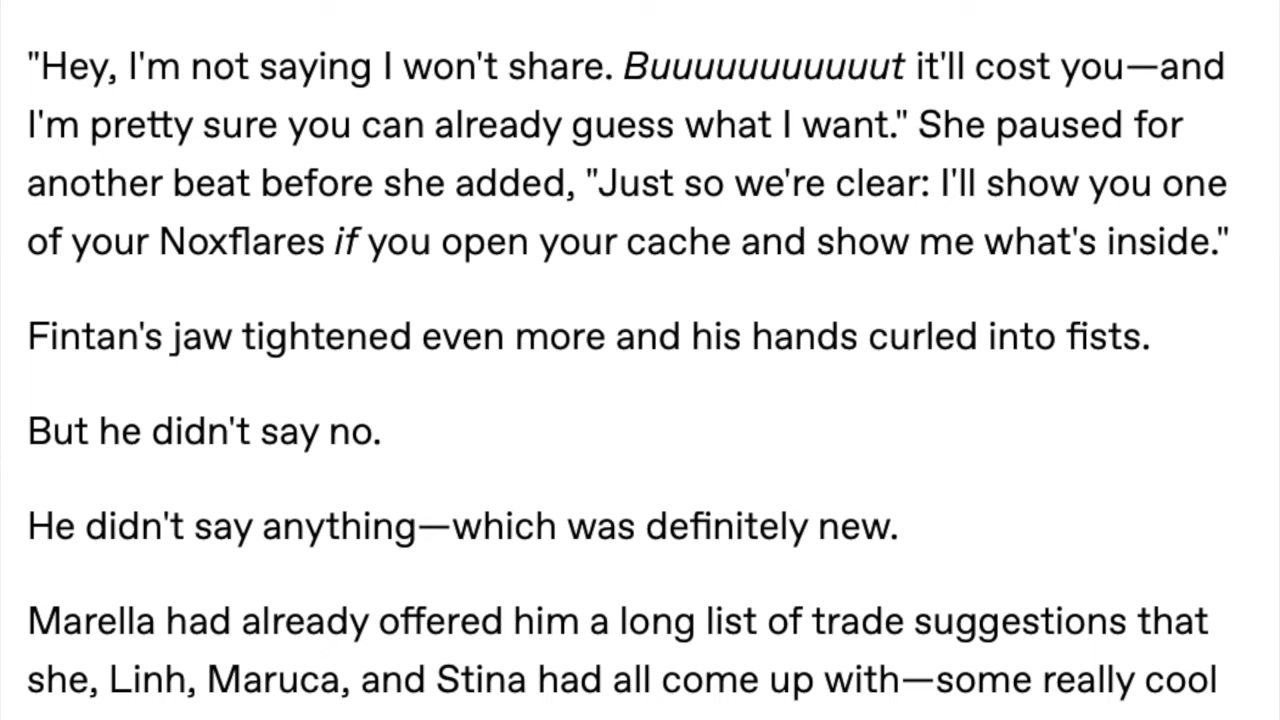 "Hey, I'm not saying I won't share. Buuuuuuuuuuut it'll cost you—and
I'm pretty sure you can already guess what I want." She paused for
another beat before she added, "Just so we're clear: I'll show you one
of your Noxflares if you open your cache and show me what's inside."
Fintan's jaw tightened even more and his hands curled into fists.
But he didn't say no.
He didn't say anything—which was definitely new.
Marella had already offered him a long list of trade suggestions that
she, Linh, Maruca, and Stina had all come up with—some really cool